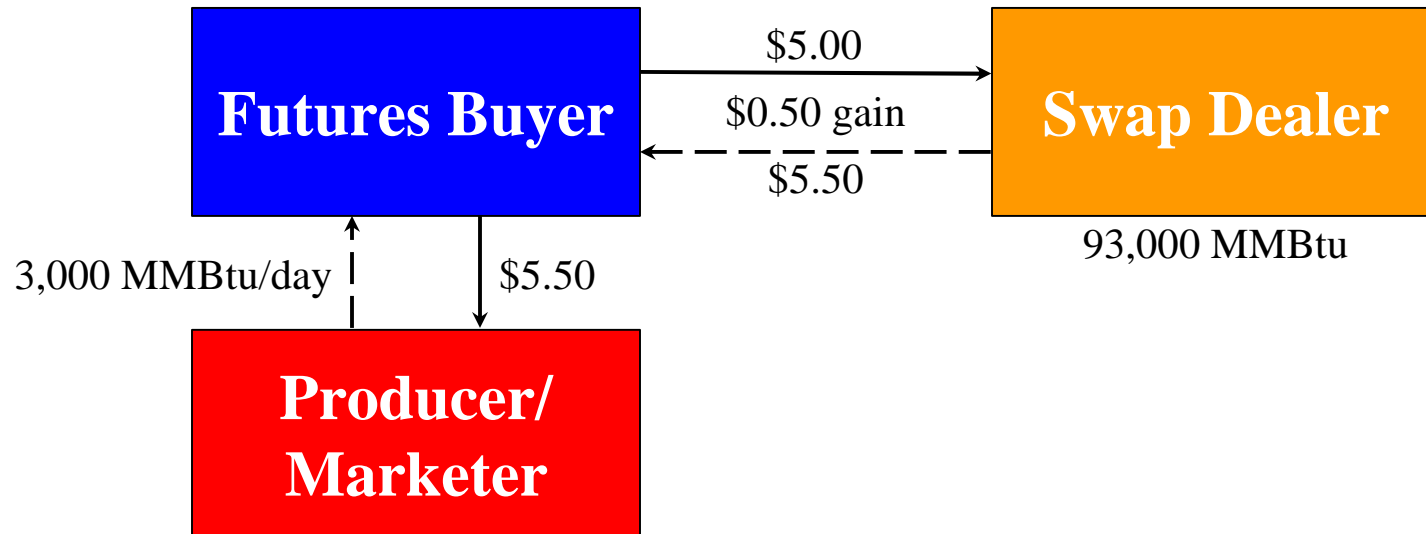 Futures Buyer
$5.00
$0.50 gain
$5.50
Swap Dealer
93,000 MMBtu
3,000 MMBtu/day
$5.50
Producer/
Marketer